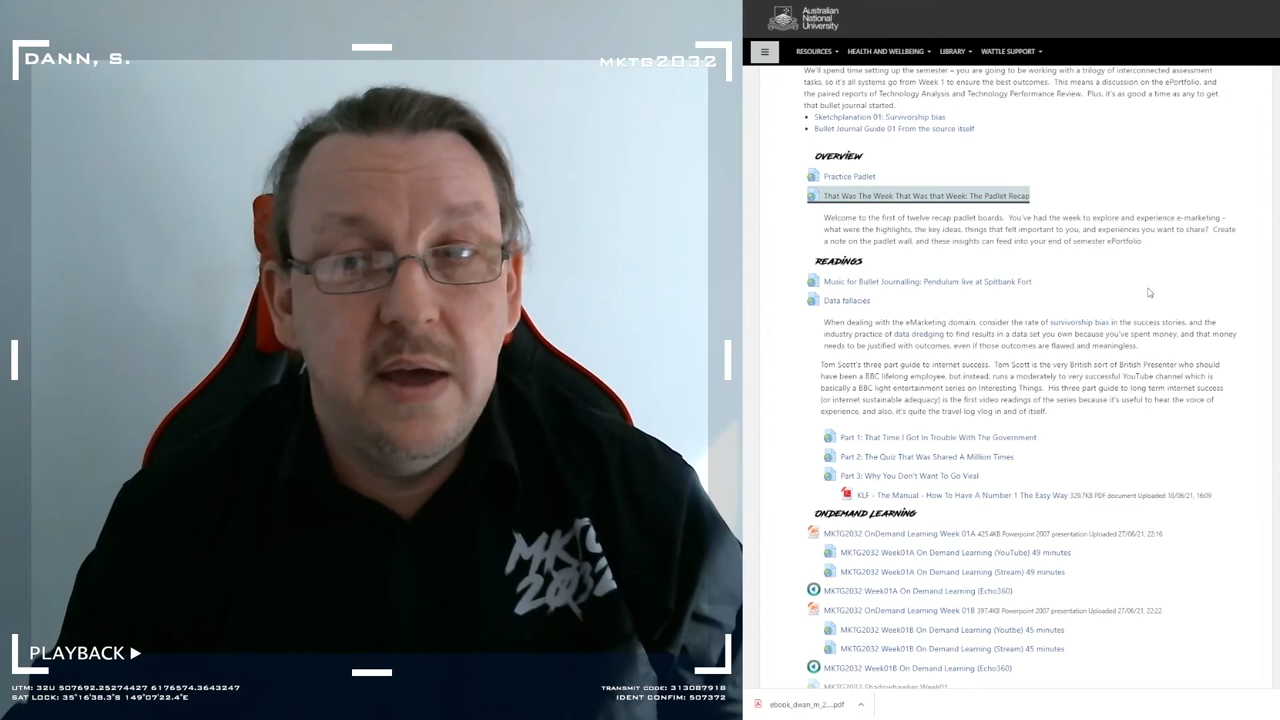 DANN, S.
MKTG2032
MKTG
2032
PLAYBACK
UTM: 32U 507692.25274427 6176574.3643247
SAT LOCK: 35°16'38.3"S 149°07'22.4"E
TRANSMIT CODE: 313087918
IDENT CONFIM: 507372
Australian
National
University
RESOURCES
HEALTH AND WELLBEING
LIBRARY
WATTLE SUPPORT
We'll spend time setting up the semester – you are going to be working with a trilogy of interconnected assessment
tasks, so it's all systems go from Week 1 to ensure the best outcomes. This means a discussion on the ePortfolio, and
the paired reports of Technology Analysis and Technology Performance Review. Plus, it's as good a time as any to get
that bullet journal started.
Sketchplanation 01: Survivorship bias
Bullet Journal Guide 01 From the source itself
OVERVIEW
Practice Padlet
That Was The Week That Was that Week: The Padlet Recap
Welcome to the first of twelve recap padlet boards. You've had the week to explore and experience e-marketing -
what were the highlights, the key ideas, things that felt important to you, and experiences you want to share? Create
a note on the padlet wall, and these insights can feed into your end of semester ePortfolio
READINGS
Music for Bullet Journalling: Pendulum live at Spitbank Fort
Data fallacies
When dealing with the eMarketing domain, consider the rate of survivorship bias in the success stories, and the
industry practice of data dredging to find results in a data set you own because you've spent money, and that money
needs to be justified with outcomes, even if those outcomes are flawed and meaningless.
Tom Scott's three part guide to internet success. Tom Scott is the very British sort of British Presenter who should
have been a BBC lifelong employee, but instead, runs a moderately to very successful YouTube channel which is
basically a BBC light entertainment series on Interesting Things. His three part guide to long term internet success
(or internet sustainable adequacy) is the first video readings of the series because it's useful to hear the voice of
experience, and also, it's quite the travel log vlog in and of itself.
Part 1: That Time I Got In Trouble With The Government
Part 2: The Quiz That Was Shared A Million Times
Part 3: Why You Don't Want To Go Viral
KLF - The Manual - How To Have A Number 1 The Easy Way 329.7KB PDF document Uploaded 18/06/21, 16:09
ONDEMAND LEARNING
MKTG2032 OnDemand Learning Week 01A 425.4KB Powerpoint 2007 presentation Uploaded 27/06/21, 22:16
MKTG2032 Week01A On Demand Learning (YouTube) 49 minutes
MKTG2032 Week01A On Demand Learning (Stream) 49 minutes
MKTG2032 Week01A On Demand Learning (Echo360)
MKTG2032 OnDemand Learning Week 01B 397.4KB Powerpoint 2007 presentation Uploaded 27/06/21, 22:22
MKTG2032 Week01B On Demand Learning (Youtbe) 45 minutes
MKTG2032 Week01B On Demand Learning (Stream) 45 minutes
MKTG2032 Week01B On Demand Learning (Echo360)
MKTG2032 Shadowhawker Week01
ebook_dwan_m_2....pdf